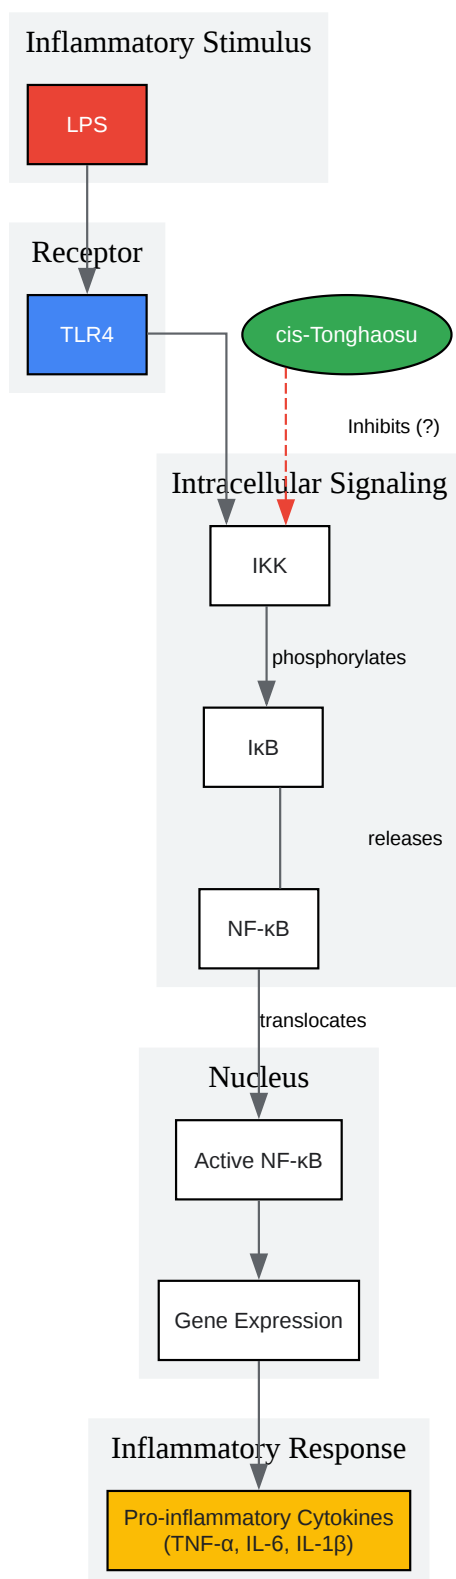 Inflammatory Stimulus
LPS
Receptor
TLR4
cis-Tonghaosu
Inhibits (?)
Intracellular Signaling
IKK
phosphorylates
IκB
releases
NF-κB
translocates
Nucleus
Active NF-κB
Gene Expression
Inflammatory Response
Pro-inflammatory Cytokines
(TNF-α, IL-6, IL-1β)